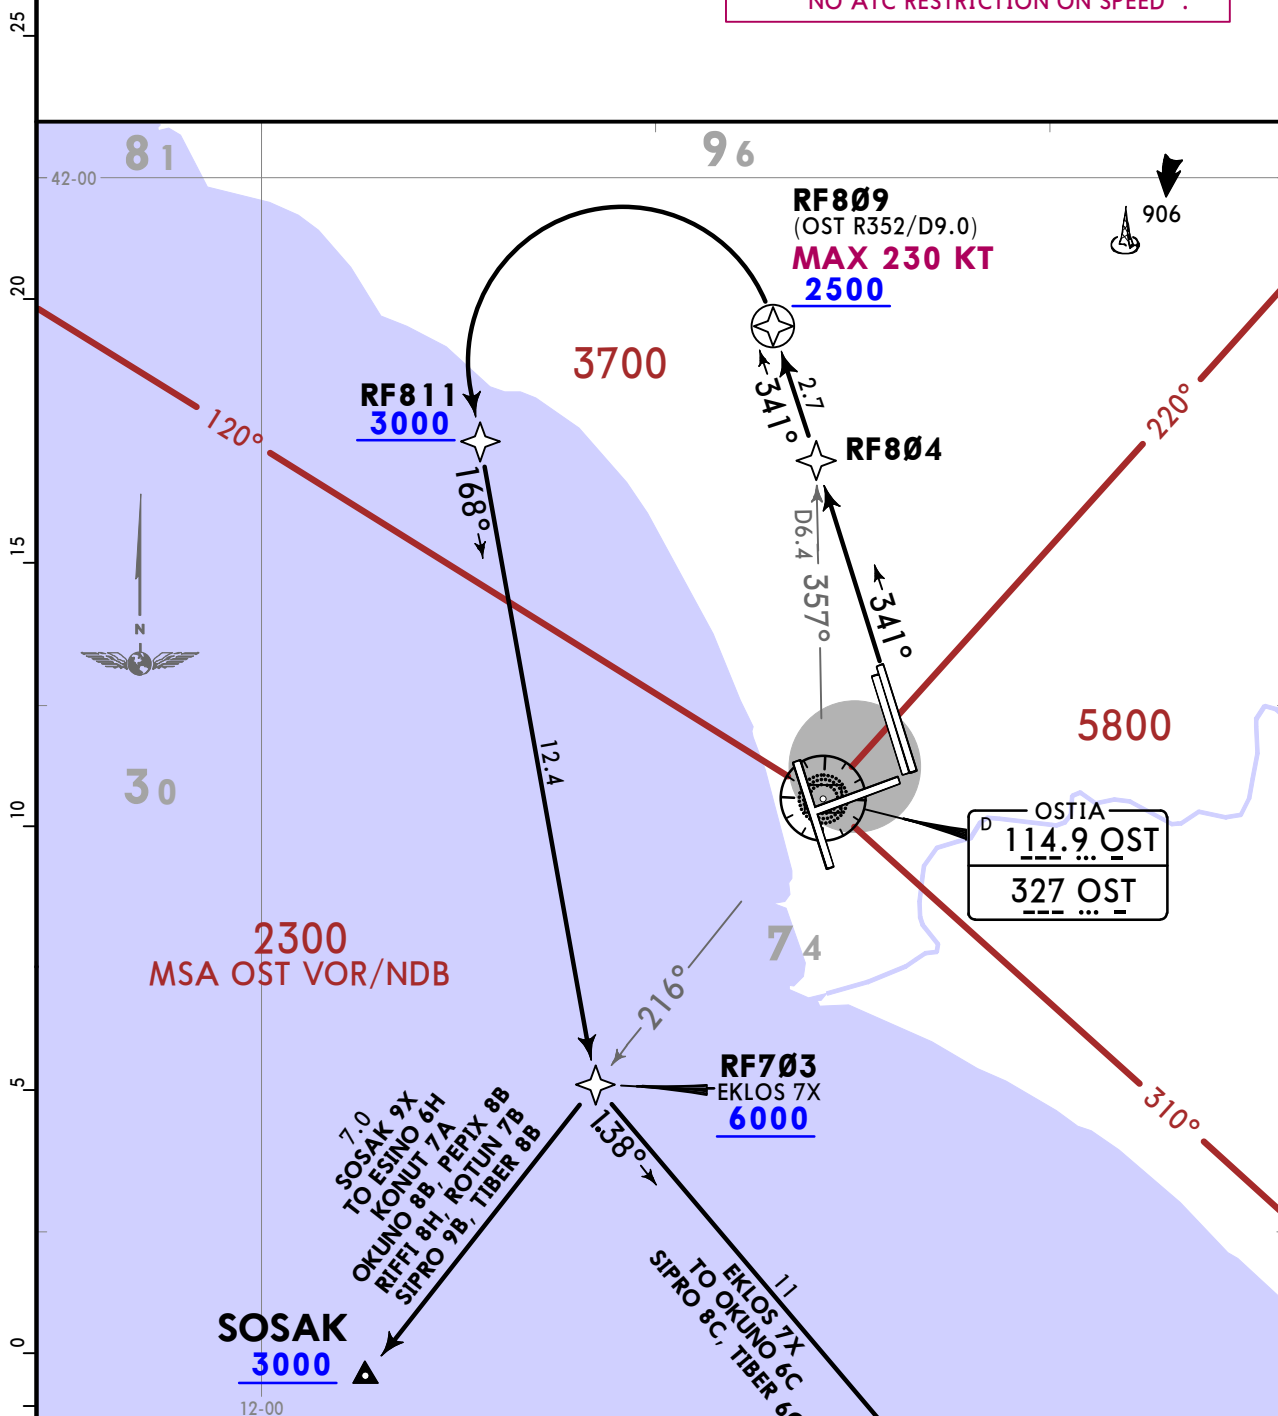 NO ATC RESTRICTION ON SPEED".
25
81
96
42-00
906
RF8Ø9
(OST R352/D9.0)
MAX 230 KT
2500
20
3700
RF811
3000
341°
2.7
220°
120°
RF8Ø4
168°
D6.4
357°
341°
15
N
5800
12.4
30
10
OSTIA
D
114.9 OST
327 OST
2300
MSA OST VOR/NDB
74
216°
RF7Ø3
EKLOS 7X
6000
5
138°
310°
7.0
SOSAK 9X
TO ESINO 6H
KONUT 7A
OKUNO 8B, PEPIX 8B
RIFFI 8H, ROTUN 7B
SIPRO 9B, TIBER 8B
11
EKLOS 7X
TO OKUNO 6C
SIPRO 8C, TIBER
SOSAK
3000
0
12-00